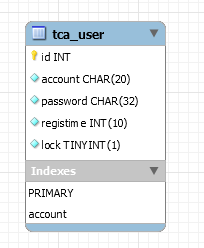 tca_user
id INT
account CHAR(20)
password CHAR(32)
registime INT(10)
lock TINYINT(1)
Indexes
PRIMARY
account